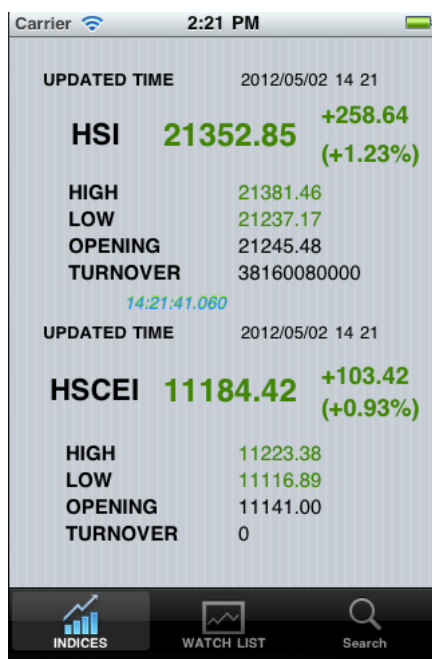 Carrier 2:21 PM
UPDATED TIME 2012/05/02 14 21
HSI 21352.85 +258.64
(+1.23%)
HIGH 21381.46
LOW 21237.17
OPENING 21245.48
TURNOVER 38160080000
14:21:41.060
UPDATED TIME 2012/05/02 14 21
HSCEI 11184.42 +103.42
(+0.93%)
HIGH 11223.38
LOW 11116.89
OPENING 11141.00
TURNOVER 0
INDICES WATCH LIST Search